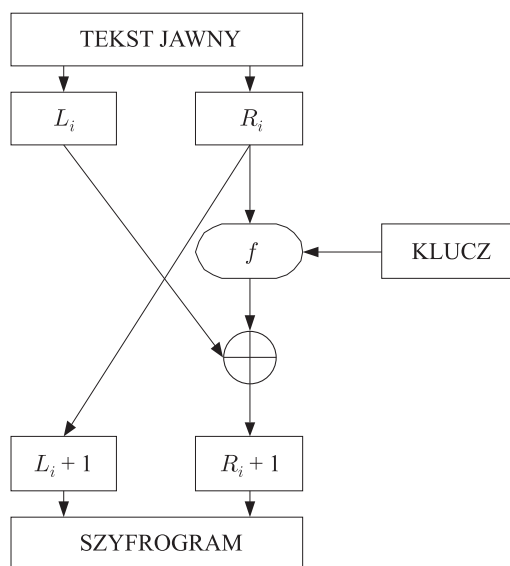 TEKST JAWNY
L_i
R_i
f
KLUCZ
L_i + 1
R_i + 1
SZYFROGRAM